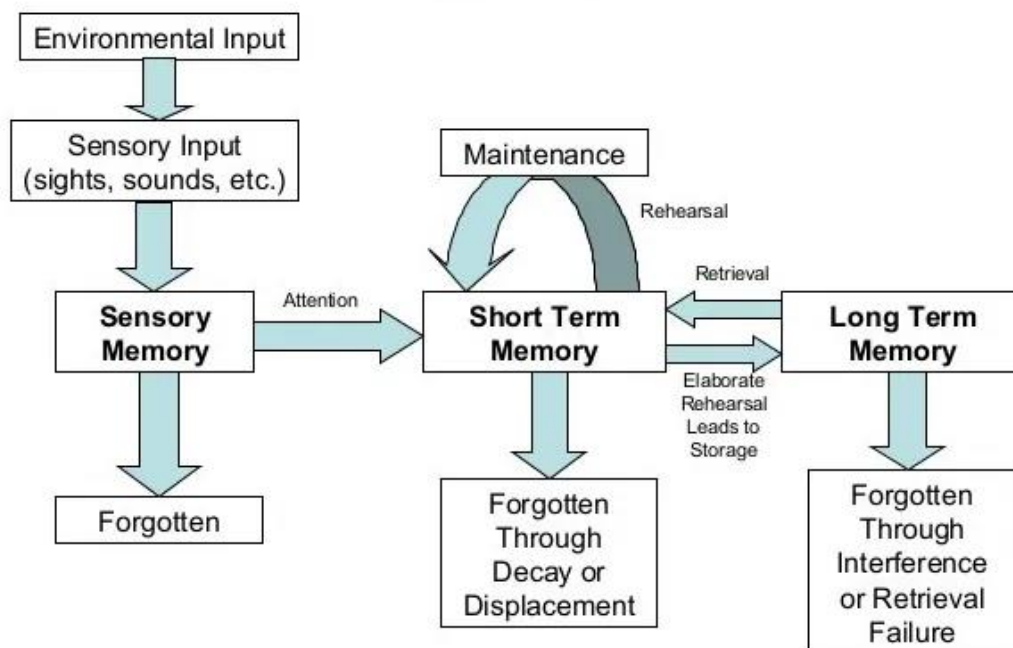 Environmental Input
Sensory Input
(sights, sounds, etc.)
Maintenance
Rehearsal
Attention
Retrieval
Sensory
Memory
Short Term
Memory
Long Term
Memory
Elaborate
Rehearsal
Leads to
Storage
Forgotten
Forgotten
Through
Decay or
Displacement
Forgotten
Through
Interference
or Retrieval
Failure